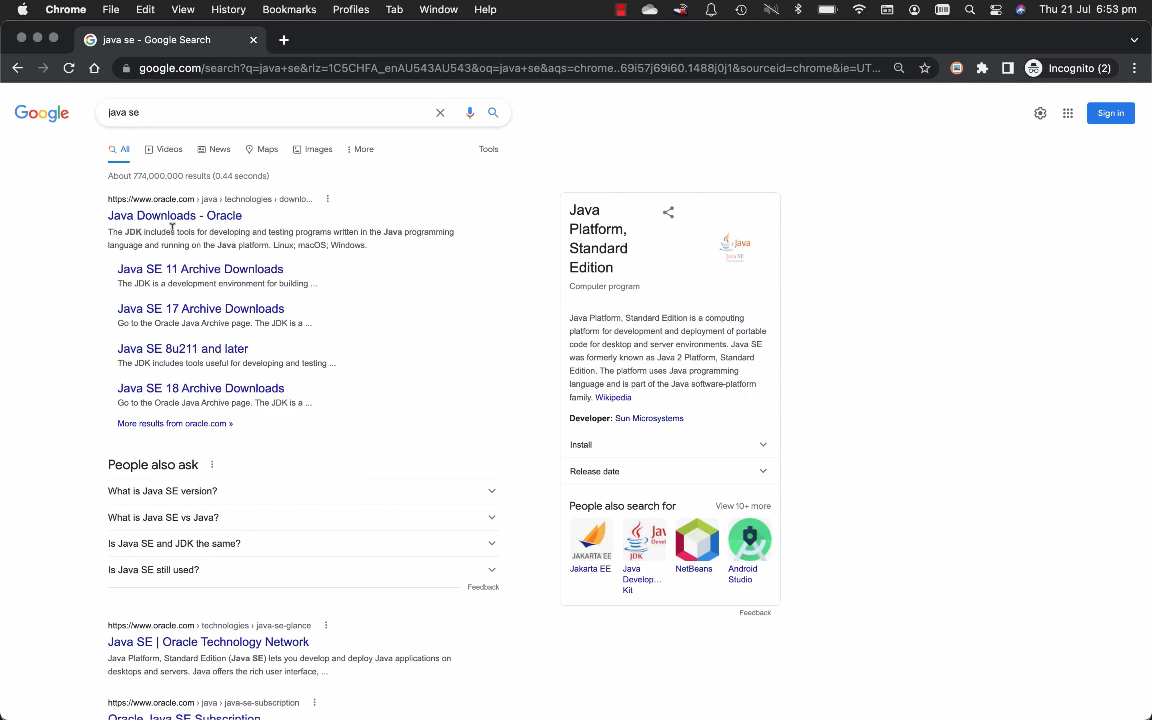 Chrome File Edit View History Bookmarks Profiles Tab Window Help Thu 21 Jul 6:53 pm
java se - Google Search
google.com/search?q=java+se&rlz=1C5CHFA_enAU543AU543&oq=java+se&aqs=chrome..69i57j69i60.1488j0j1&sourceid=chrome&ie=UT... Incognito (2)
Google java se Sign in
All Videos News Maps Images More Tools
About 774,000,000 results (0.44 seconds)
https://www.oracle.com › java › technologies › downlo...
Java Downloads - Oracle
The JDK includes tools for developing and testing programs written in the Java programming
language and running on the Java platform. Linux; macOS; Windows.
Java SE 11 Archive Downloads
The JDK is a development environment for building ...
Java SE 17 Archive Downloads
Go to the Oracle Java Archive page. The JDK is a ...
Java SE 8u211 and later
The JDK includes tools useful for developing and testing ...
Java SE 18 Archive Downloads
Go to the Oracle Java Archive page. The JDK is a ...
More results from oracle.com »
People also ask
What is Java SE version?
What is Java SE vs Java?
Is Java SE and JDK the same?
Is Java SE still used?
Feedback
https://www.oracle.com › technologies › java-se-glance
Java SE | Oracle Technology Network
Java Platform, Standard Edition (Java SE) lets you develop and deploy Java applications on
desktops and servers. Java offers the rich user interface, ...
https://www.oracle.com › java › java-se-subscription
Oracle Java SE Subscription
Java
Platform,
Standard
Edition
Java
Java SE
Computer program
Java Platform, Standard Edition is a computing
platform for development and deployment of portable
code for desktop and server environments. Java SE
was formerly known as Java 2 Platform, Standard
Edition. The platform uses Java programming
language and is part of the Java software-platform
family. Wikipedia
Developer: Sun Microsystems
Install
Release date
People also search for View 10+ more
JAKARTA EE
Jav
Devel
JDK
Jakarta EE
Java
Develop...
Kit
NetBeans
Android
Studio
Feedback